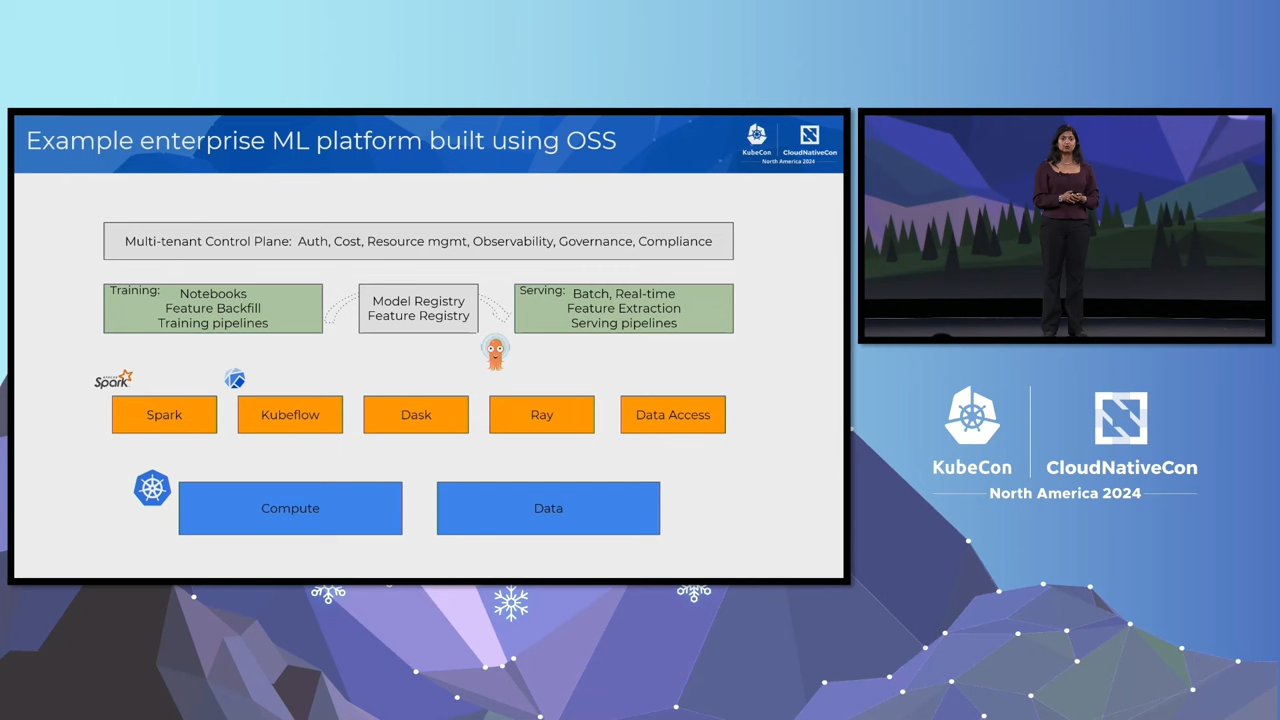 Example enterprise ML platform built using OSS
KubeCon
CloudNativeCon
North America 2024
Multi-tenant Control Plane: Auth, Cost, Resource mgmt, Observability, Governance, Compliance
Training:
Notebooks
Feature Backfill
Training pipelines
Model Registry
Feature Registry
Serving:
Batch, Real-time
Feature Extraction
Serving pipelines
APACHE
Spark
Spark
Kubeflow
Dask
Ray
Data Access
Compute
Data
KubeCon
CloudNativeCon
North America 2024